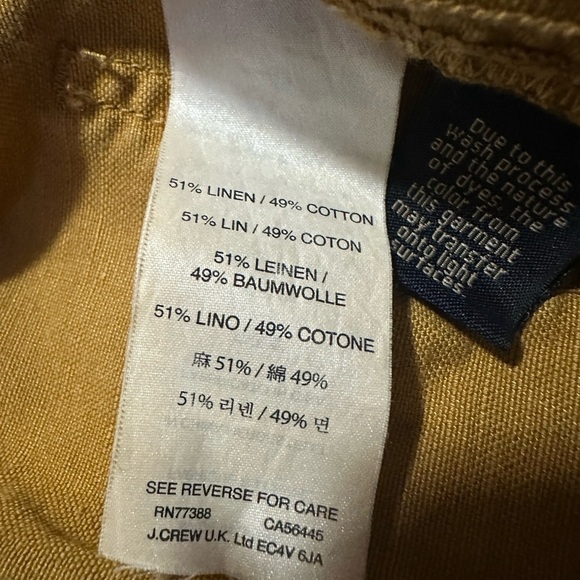 51% LINEN / 49% COTTON
51% LIN / 49% COTON
51% LEINEN /
49% BAUMWOLLE
51% LINO / 49% COTONE
麻 51% / 綿 49%
51% 리넨 / 49% 면
SEE REVERSE FOR CARE
RN77388 CA56445
J.CREW U.K. Ltd EC4V 6JA
Due to this
wash process
and the nature
of dyes, the
color from
this garment
may transfer
onto light
surfaces